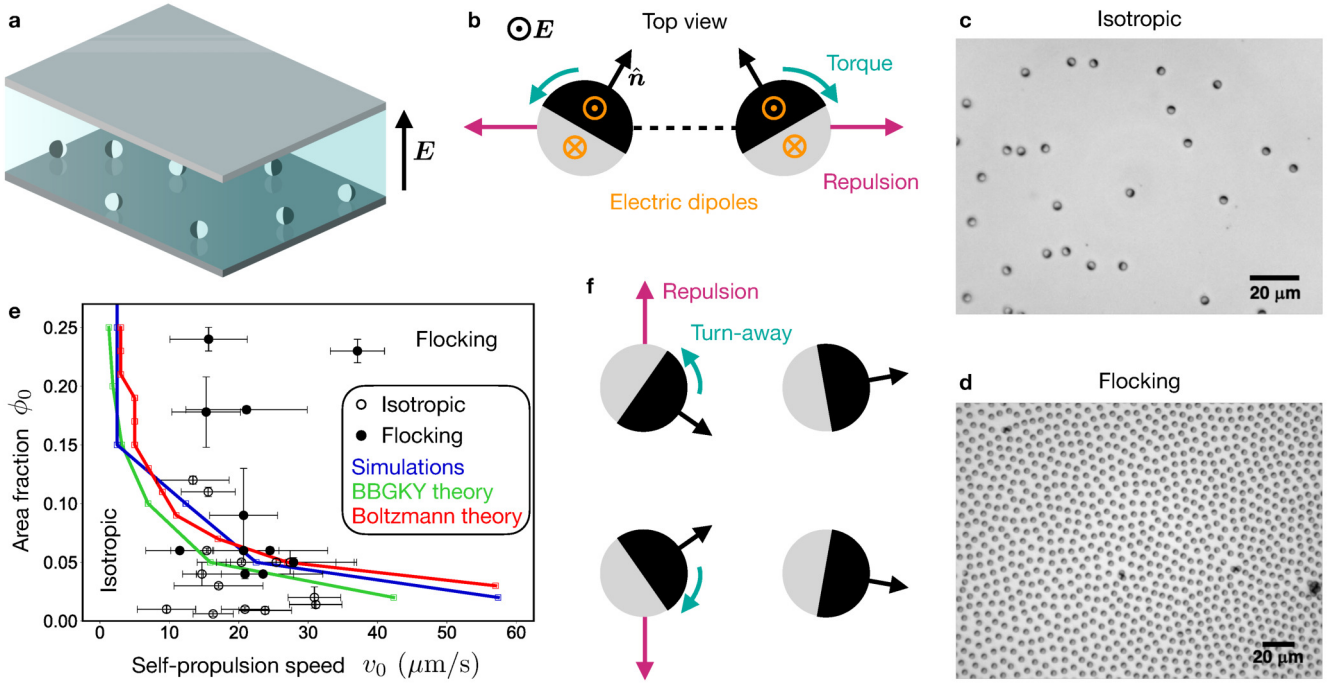 a
E
b
⊙E
Top view
n̂
Torque
Repulsion
Electric dipoles
c
Isotropic
20 μm
e
Area fraction ϕ₀
0.25
0.20
0.15
0.10
0.05
0.00
Flocking
Isotropic
Flocking
Simulations
BBGKY theory
Boltzmann theory
Isotropic
0
10
20
30
40
50
60
Self-propulsion speed v₀ (μm/s)
f
Repulsion
Turn-away
d
Flocking
20 μm